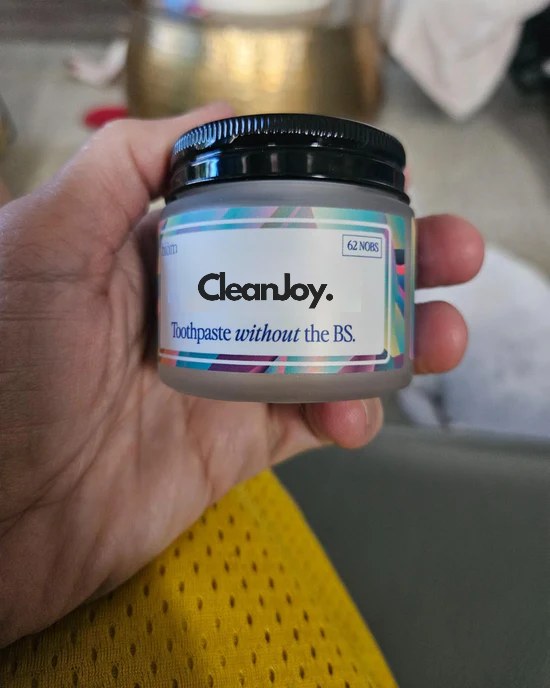 62 NOBS
CleanJoy.
Toothpaste without the BS.